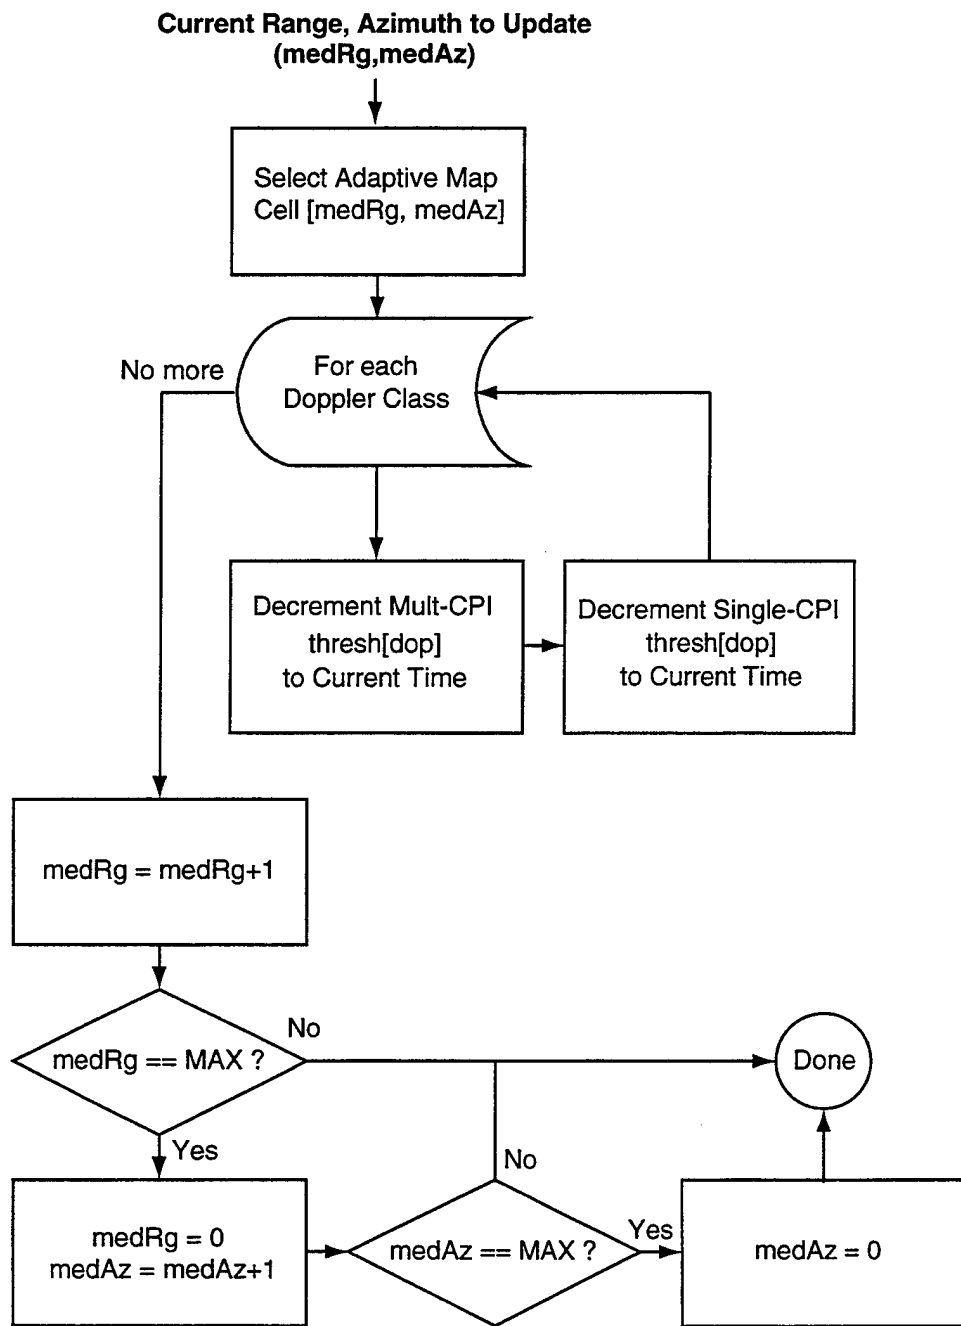 Current Range, Azimuth to Update
(medRg,medAz)
Select Adaptive Map
Cell [medRg, medAz]
No more
For each
Doppler Class
Decrement Mult-CPI
thresh[dop]
to Current Time
Decrement Single-CPI
thresh[dop]
to Current Time
medRg = medRg+1
medRg == MAX ?
No
Done
Yes
No
medRg = 0
medAz = medAz+1
medAz == MAX ?
Yes
medAz = 0